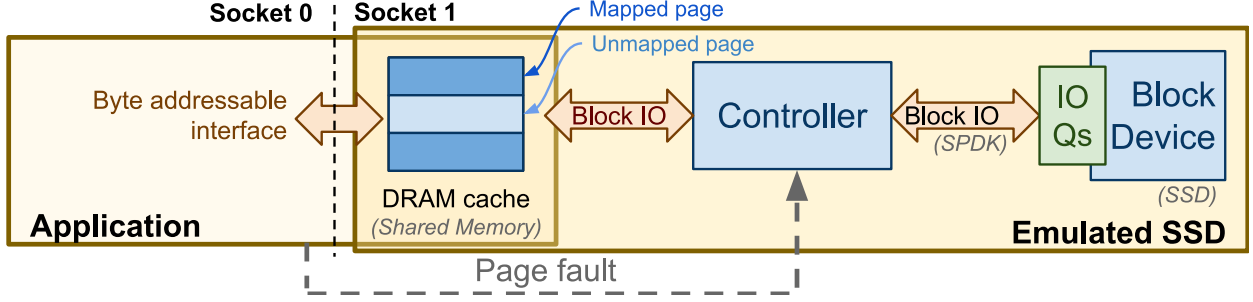 Socket 0
Socket 1
Mapped page
Unmapped page
Byte addressable
interface
Block IO
Controller
Block IO
(SPDK)
IO
Qs
Block
Device
(SSD)
DRAM cache
(Shared Memory)
Application
Emulated SSD
Page fault